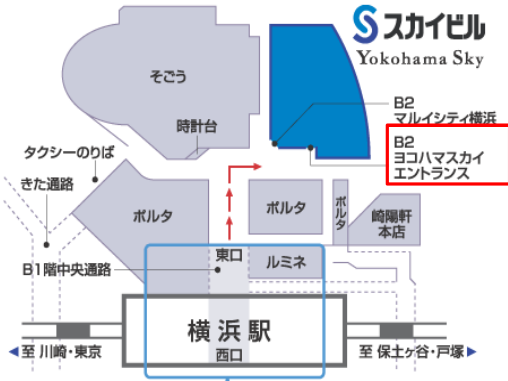 スカイビル
Yokohama Sky
そごう
B2
マルイシティ横浜
時計台
B2
ヨコハマスカイ
エントランス
タクシーのりば
きた通路
ポルタ
ポルタ
ポルタ
崎陽軒
本店
東口
ルミネ
B1階中央通路
横浜駅
西口
至 川崎・東京
至 保土ヶ谷・戸塚